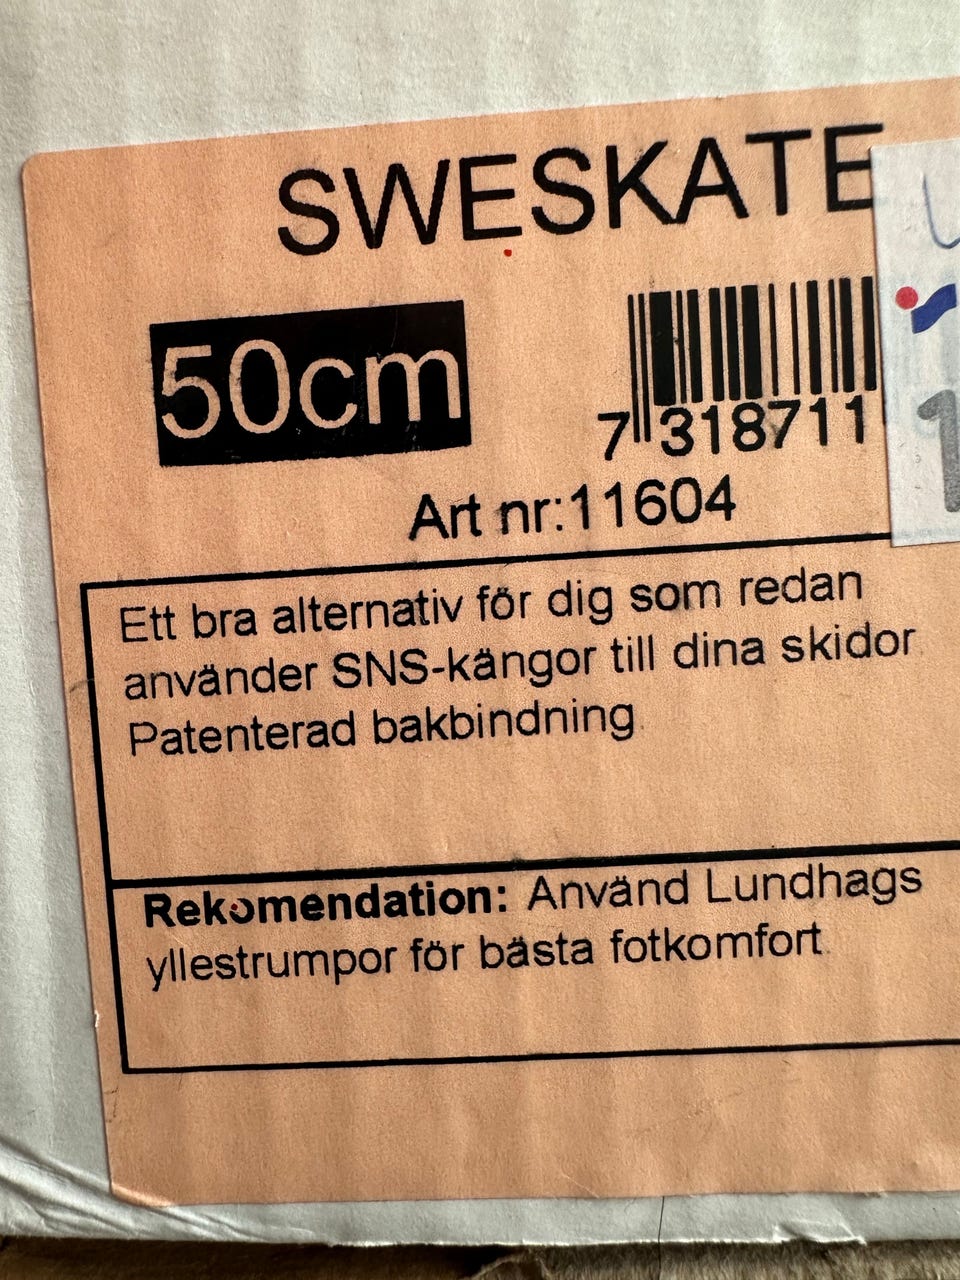 SWESKATE
50cm
7 318711
Art nr:11604
Ett bra alternativ för dig som redan
använder SNS-kängor till dina skidor.
Patenterad bakbindning.
Rekomendation: Använd Lundhags
yllestrumpor för bästa fotkomfort.